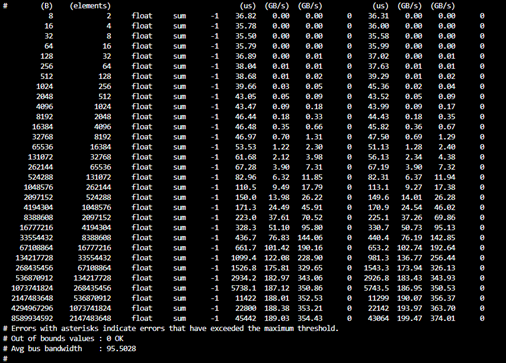 # (B) (elements) (us) (GB/s) (GB/s) (us) (GB/s) (GB/s)
8 2 float sum -1 36.82 0.00 0.00 0 36.31 0.00 0.00 0
16 4 float sum -1 35.78 0.00 0.00 0 36.00 0.00 0.00 0
32 8 float sum -1 35.50 0.00 0.00 0 35.58 0.00 0.00 0
64 16 float sum -1 35.79 0.00 0.00 0 35.99 0.00 0.00 0
128 32 float sum -1 36.89 0.00 0.01 0 37.02 0.00 0.01 0
256 64 float sum -1 38.04 0.01 0.01 0 37.63 0.01 0.01 0
512 128 float sum -1 38.68 0.01 0.02 0 39.29 0.01 0.02 0
1024 256 float sum -1 39.66 0.03 0.05 0 45.36 0.02 0.04 0
2048 512 float sum -1 43.05 0.05 0.09 0 43.52 0.05 0.09 0
4096 1024 float sum -1 43.47 0.09 0.18 0 43.99 0.09 0.17 0
8192 2048 float sum -1 46.44 0.18 0.33 0 44.43 0.18 0.35 0
16384 4096 float sum -1 46.48 0.35 0.66 0 45.82 0.36 0.67 0
32768 8192 float sum -1 46.97 0.70 1.31 0 47.50 0.69 1.29 0
65536 16384 float sum -1 53.53 1.22 2.30 0 51.13 1.28 2.40 0
131072 32768 float sum -1 61.68 2.12 3.98 0 56.13 2.34 4.38 0
262144 65536 float sum -1 67.28 3.90 7.31 0 67.19 3.90 7.32 0
524288 131072 float sum -1 82.96 6.32 11.85 0 82.31 6.37 11.94 0
1048576 262144 float sum -1 110.5 9.49 17.79 0 113.1 9.27 17.38 0
2097152 524288 float sum -1 150.0 13.98 26.22 0 149.6 14.01 26.28 0
4194304 1048576 float sum -1 171.3 24.49 45.91 0 170.9 24.54 46.02 0
8388608 2097152 float sum -1 223.0 37.61 70.52 0 225.1 37.26 69.86 0
16777216 4194304 float sum -1 328.3 51.10 95.80 0 330.7 50.73 95.13 0
33554432 8388608 float sum -1 436.7 76.83 144.06 0 440.4 76.19 142.85 0
67108864 16777216 float sum -1 661.7 101.42 190.16 0 653.2 102.74 192.64 0
134217728 33554432 float sum -1 1099.4 122.08 228.90 0 981.3 136.77 256.44 0
268435456 67108864 float sum -1 1526.8 175.81 329.65 0 1543.3 173.94 326.13 0
536870912 134217728 float sum -1 2934.2 182.97 343.06 0 2926.8 183.43 343.93 0
1073741824 268435456 float sum -1 5738.1 187.12 350.86 0 5743.5 186.95 350.53 0
2147483648 536870912 float sum -1 11422 188.01 352.53 0 11299 190.07 356.37 0
4294967296 1073741824 float sum -1 22800 188.38 353.21 0 22142 193.97 363.70 0
8589934592 2147483648 float sum -1 45442 189.03 354.43 0 43064 199.47 374.01 0
# Errors with asterisks indicate errors that have exceeded the maximum threshold.
# Out of bounds values : 0 OK
# Avg bus bandwidth : 95.5028
#